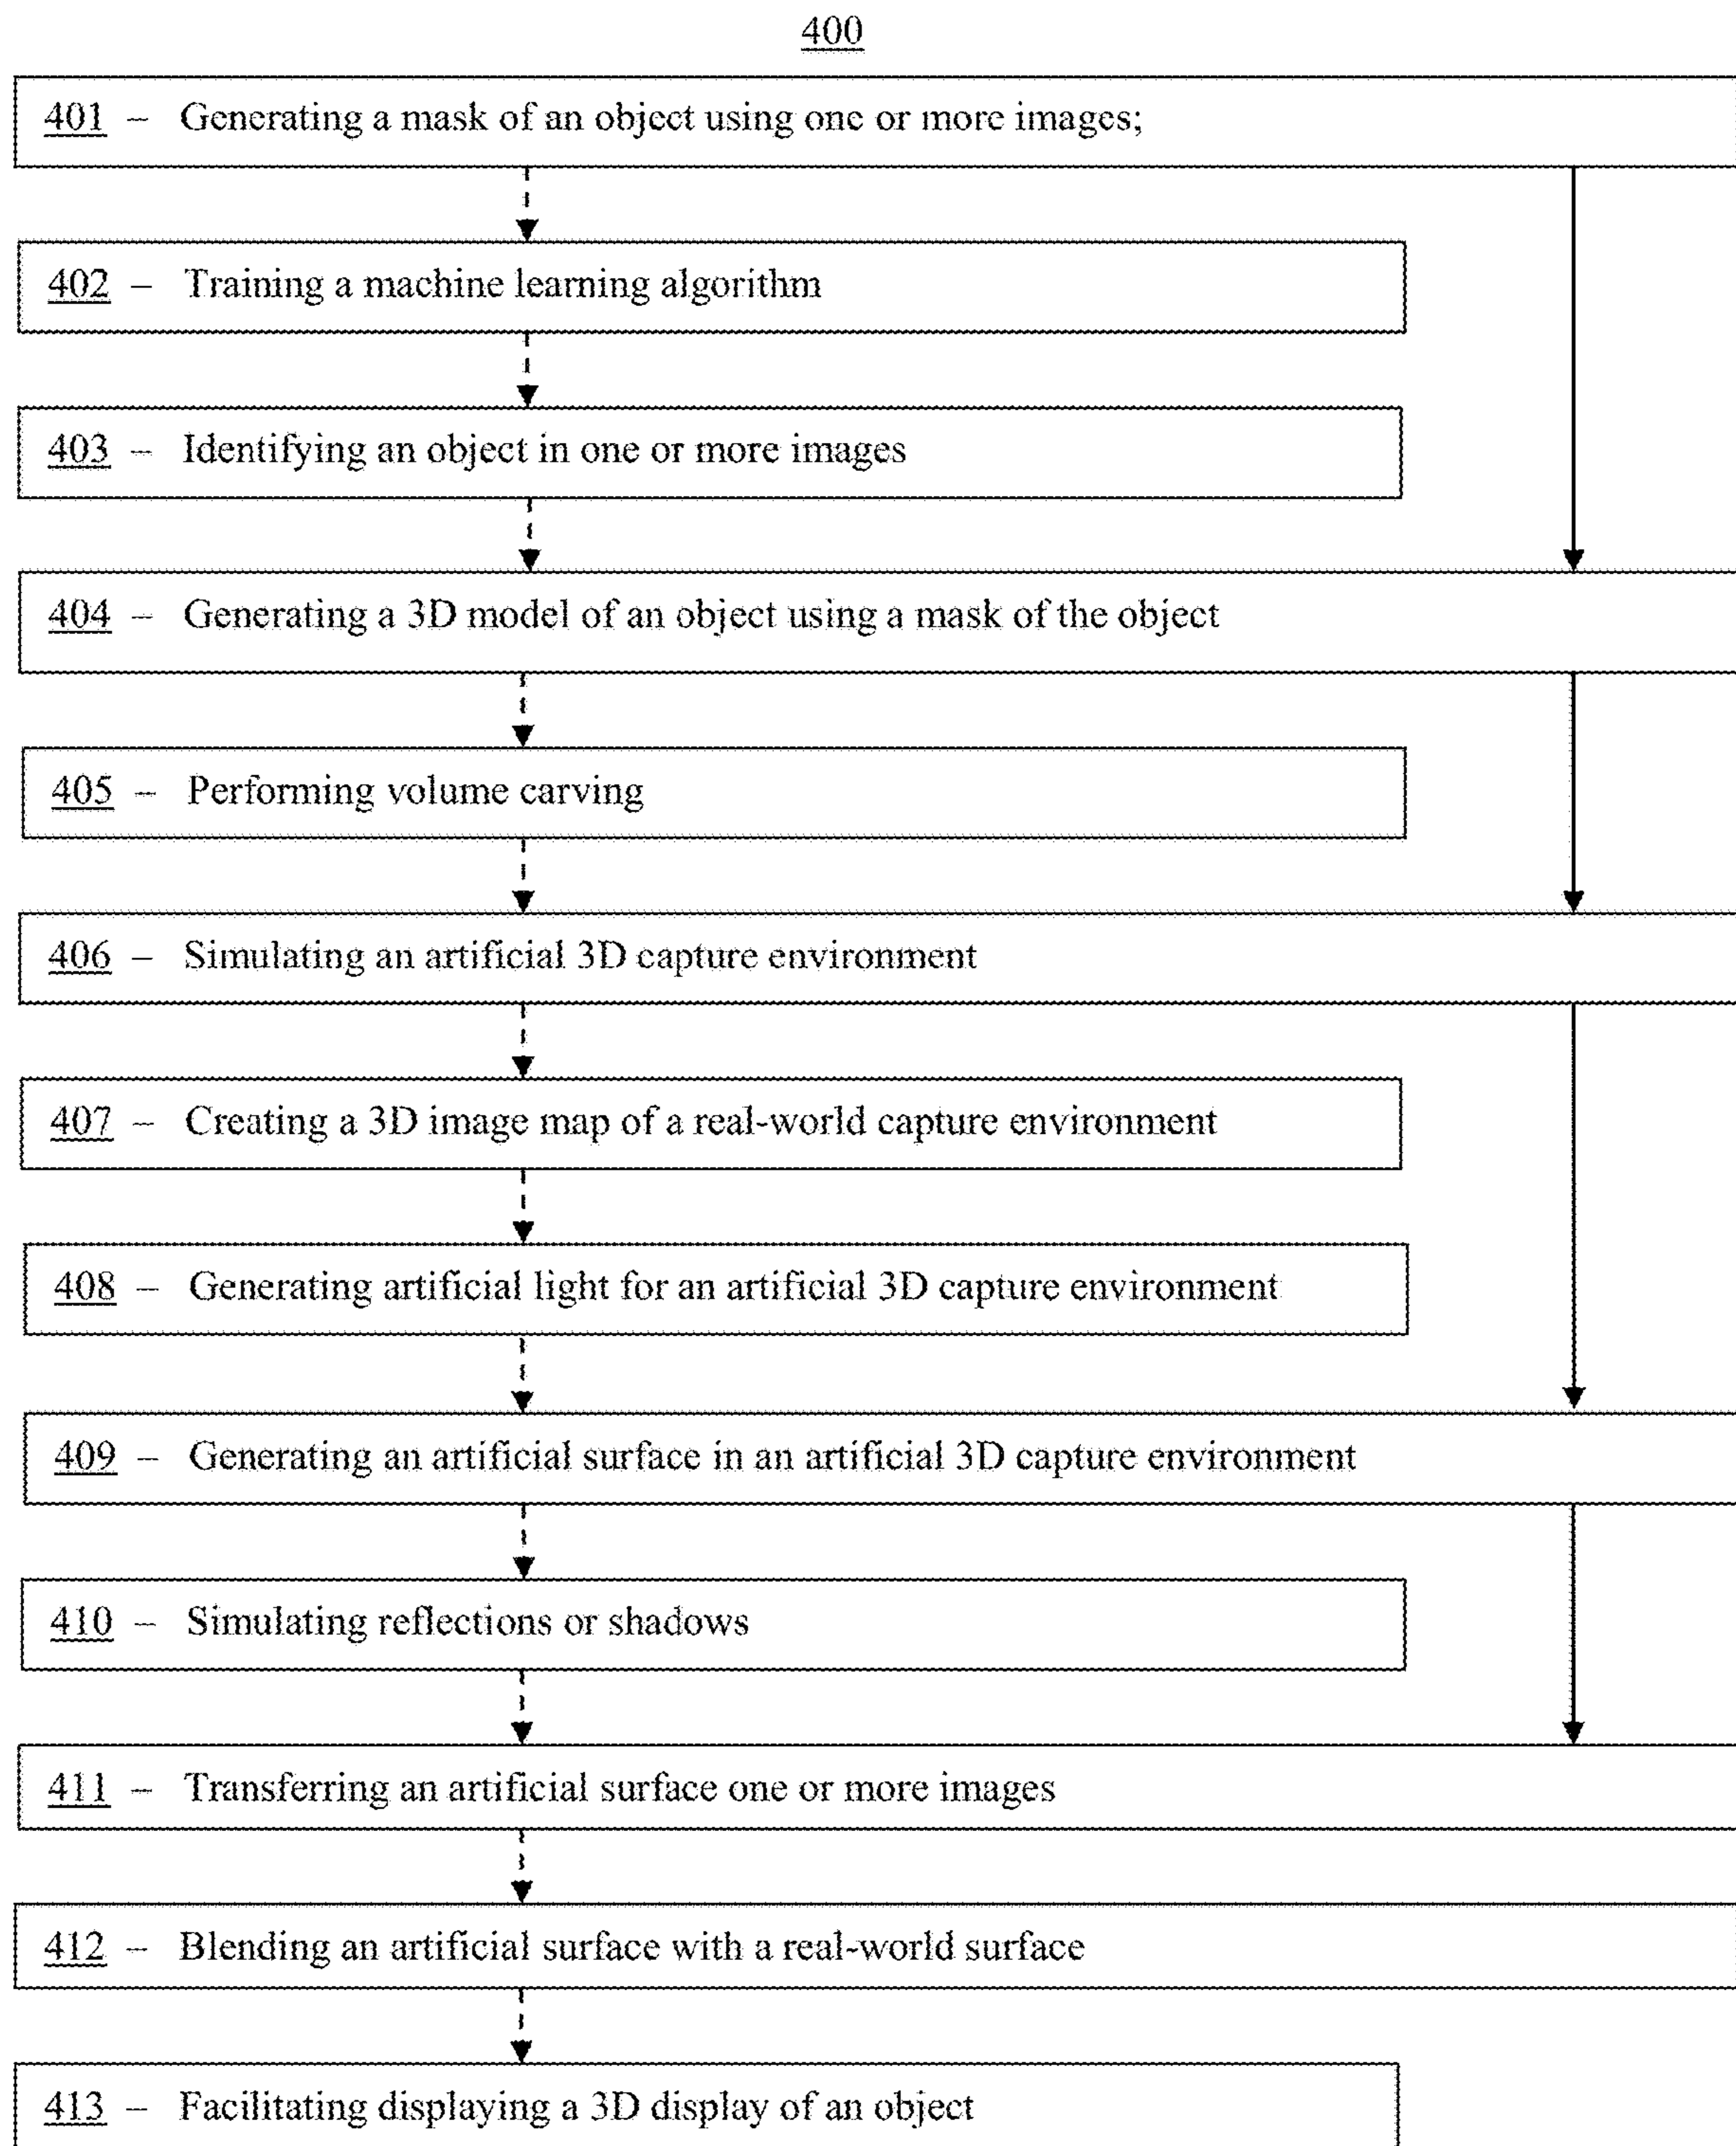 400
401 – Generating a mask of an object using one or more images;
402 – Training a machine learning algorithm
403 – Identifying an object in one or more images
404 – Generating a 3D model of an object using a mask of the object
405 – Performing volume carving
406 – Simulating an artificial 3D capture environment
407 – Creating a 3D image map of a real-world capture environment
408 – Generating artificial light for an artificial 3D capture environment
409 – Generating an artificial surface in an artificial 3D capture environment
410 – Simulating reflections or shadows
411 – Transferring an artificial surface one or more images
412 – Blending an artificial surface with a real-world surface
413 – Facilitating displaying a 3D display of an object